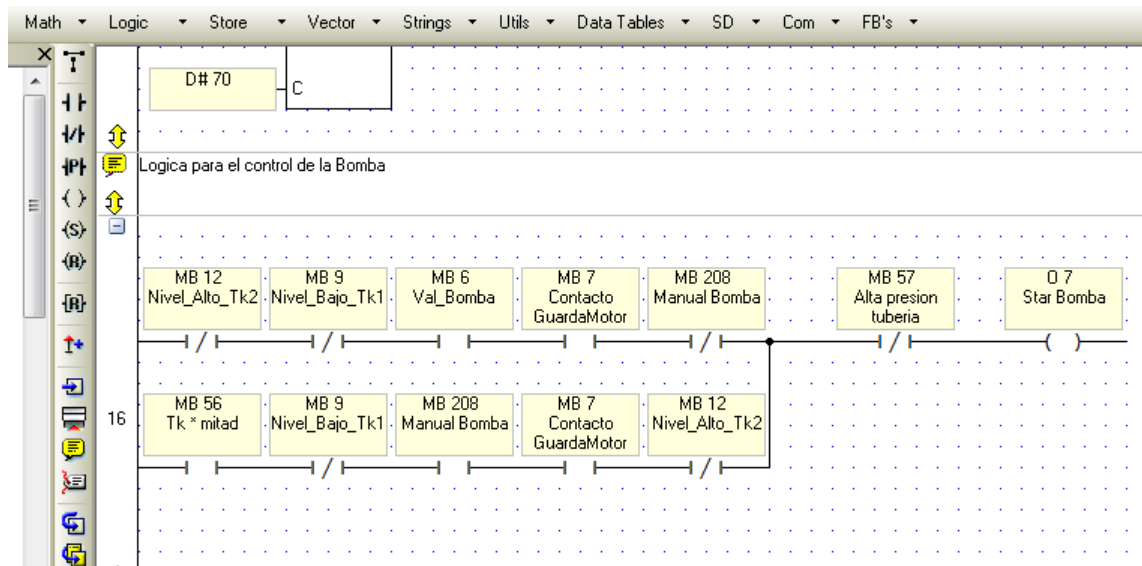 Math Logic Store Vector Strings Utils Data Tables SD Com FB's
D# 70
C
Logica para el control de la Bomba
MB 12 MB 9 MB 6 MB 7 MB 208 MB 57 O 7
Nivel_Alto_Tk2 Nivel_Bajo_Tk1 Val_Bomba Contacto Manual Bomba Alta presion Star Bomba
GuardaMotor tuberia
16
MB 56 MB 9 MB 208 MB 7 MB 12
Tk * mitad Nivel_Bajo_Tk1 Manual Bomba Contacto Nivel_Alto_Tk2
GuardaMotor